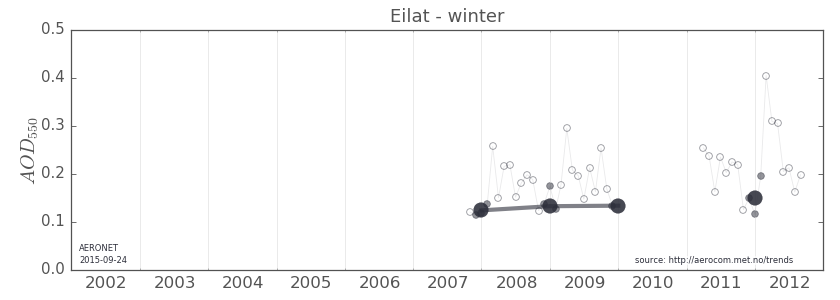 Eilat - winter
0.5
0.4
0.3
0.2
0.1
0.0
AOD550
AERONET
2015-09-24
source: http://aerocom.met.no/trends
2002 2003 2004 2005 2006 2007 2008 2009 2010 2011 2012